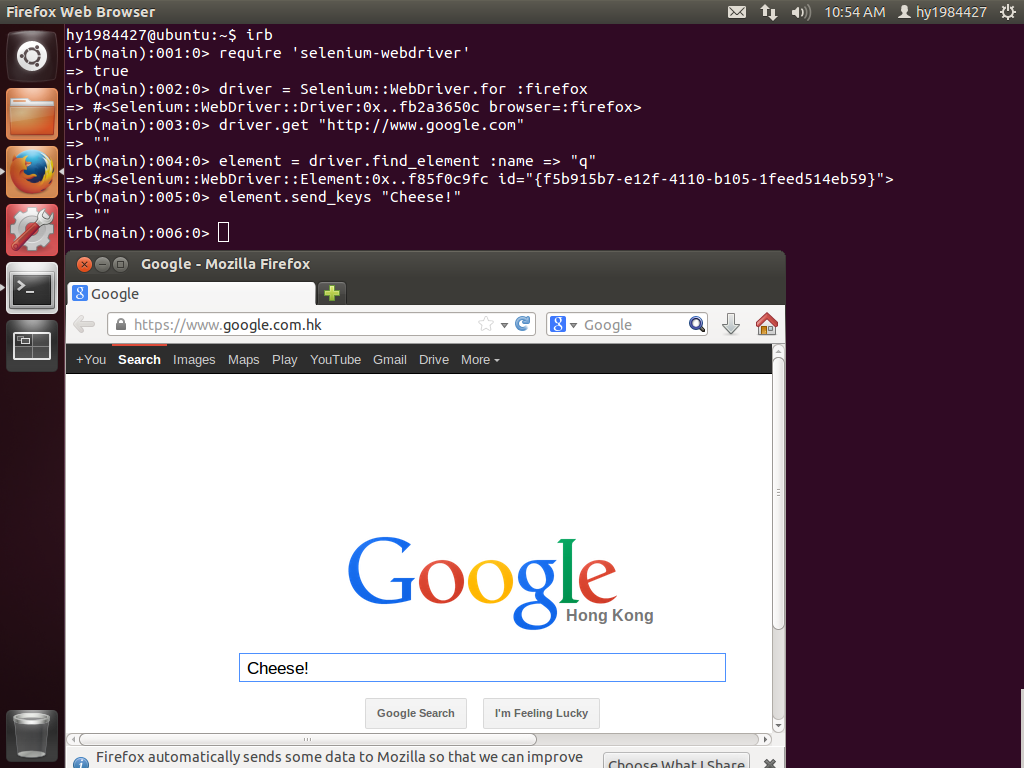 Firefox Web Browser
10:54 AM hy1984427
hy1984427@ubuntu:~$ irb
irb(main):001:0> require 'selenium-webdriver'
=> true
irb(main):002:0> driver = Selenium::WebDriver.for :firefox
=> #<Selenium::WebDriver::Driver:0x..fb2a3650c browser=:firefox>
irb(main):003:0> driver.get "http://www.google.com"
=> ""
irb(main):004:0> element = driver.find_element :name => "q"
=> #<Selenium::WebDriver::Element:0x..f85f0c9fc id="{f5b915b7-e12f-4110-b105-1feed514eb59}">
irb(main):005:0> element.send_keys "Cheese!"
=> ""
irb(main):006:0>
Google - Mozilla Firefox
8 Google
https://www.google.com.hk 8 Google
+You Search Images Maps Play YouTube Gmail Drive More
Google
Hong Kong
Cheese!
Google Search I'm Feeling Lucky
Firefox automatically sends some data to Mozilla so that we can improve
Choose What I Share